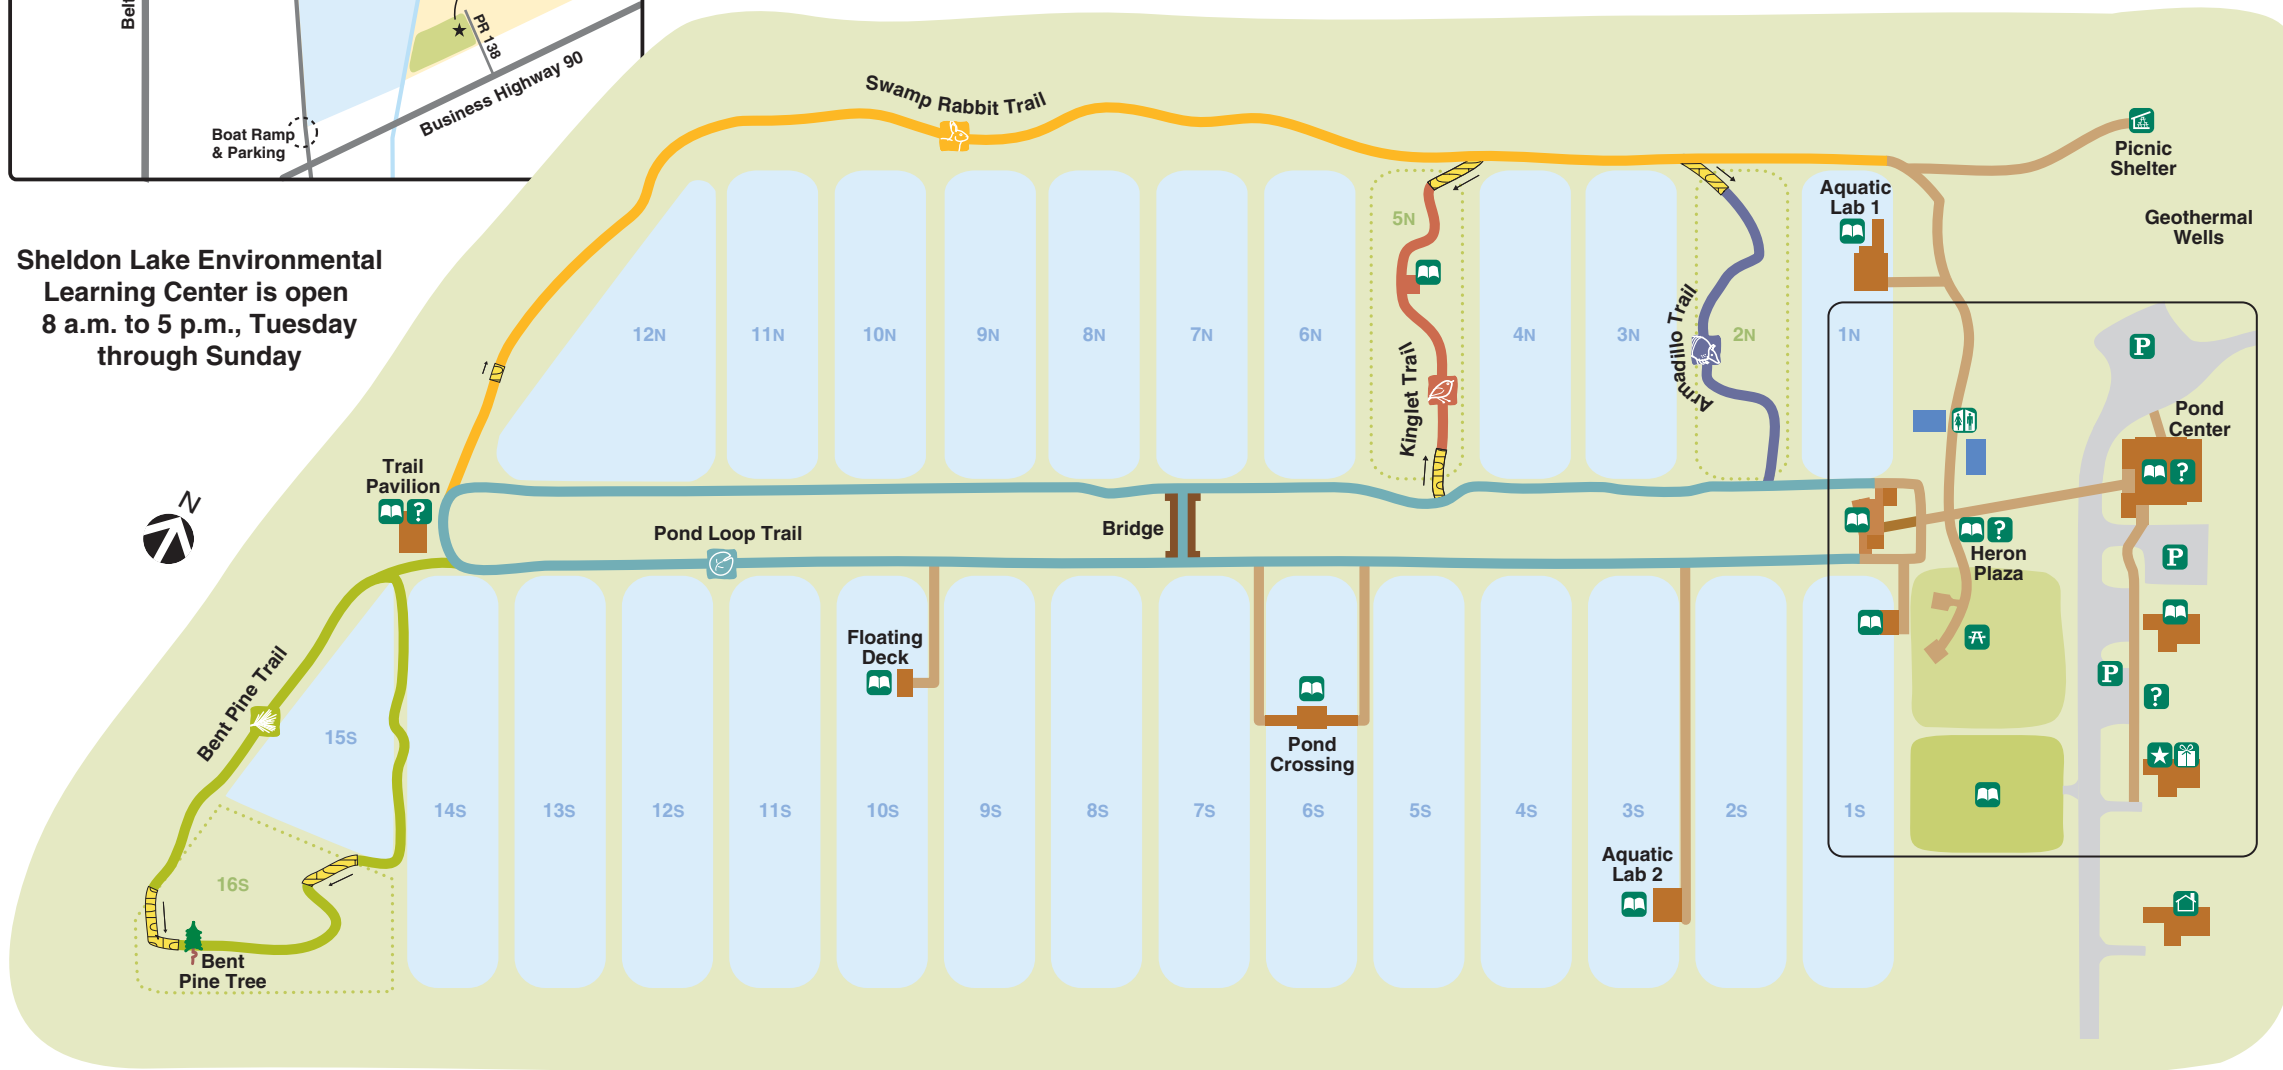 Belt
PR 138
Business Highway 90
Boat Ramp
& Parking
Swamp Rabbit Trail
Picnic
Shelter
Geothermal
Wells
Aquatic
Lab 1
Sheldon Lake Environmental
Learning Center is open
8 a.m. to 5 p.m., Tuesday
through Sunday
5N
12N
11N
10N
9N
8N
7N
6N
4N
3N
2N
1N
Kinglet Trail
Armadillo Trail
P
Pond
Center
?
Trail
Pavilion
?
N
Pond Loop Trail
Bridge
?
Heron
Plaza
P
Floating
Deck
Bent Pine Trail
15S
P
?
Pond
Crossing
14S
13S
12S
11S
10S
9S
8S
7S
6S
5S
4S
3S
2S
1S
Aquatic
Lab 2
16S
Bent
Pine Tree